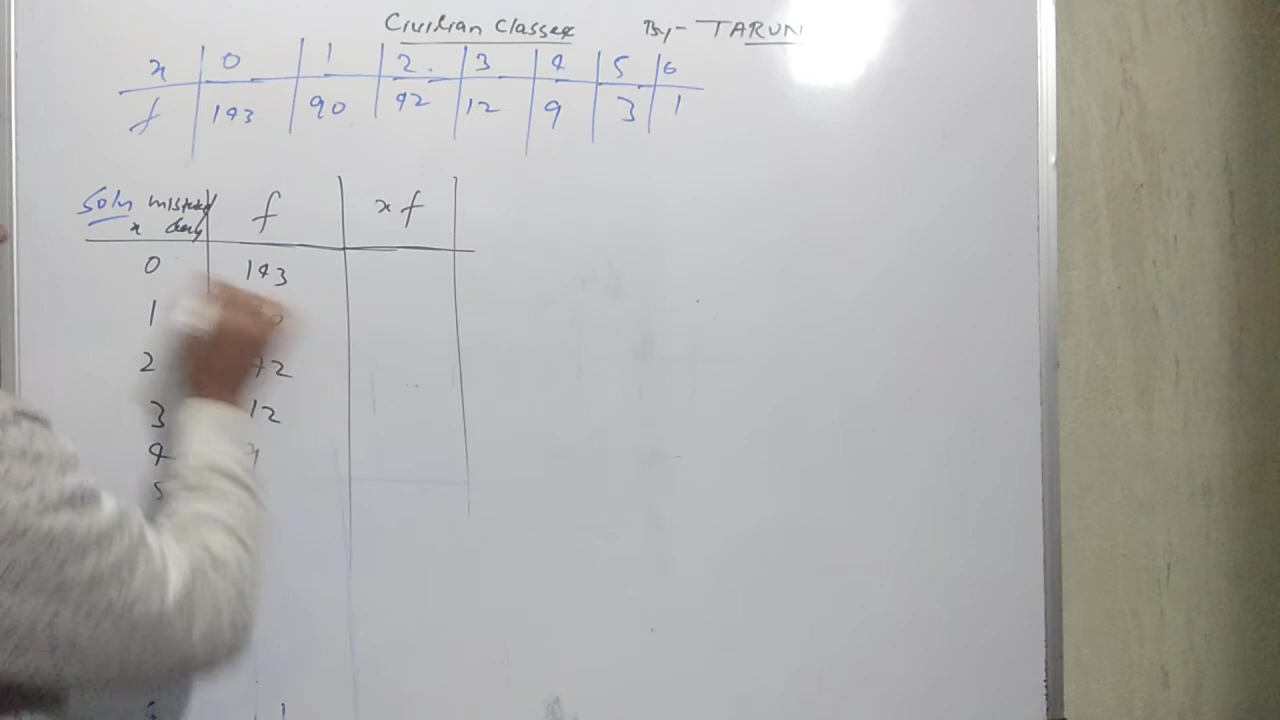 Civilian Classes By:- TARUN
x 0 1 2 3 4 5 6
f 143 90 42 12 9 3 1
Soln f xf
x
0 143
1
2 42
3 12
4
5
1